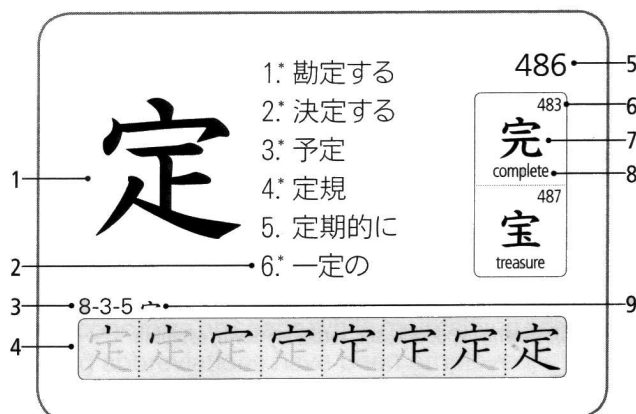 定
1.* 勘定する
2.* 決定する
3.* 予定
4.* 定規
5. 定期的に
6.* 一定の
486
483
完
complete
487
宝
treasure
8-3-5 宀
定 定 定 定 定 定 定 定
1
2
3
4
5
6
7
8
9